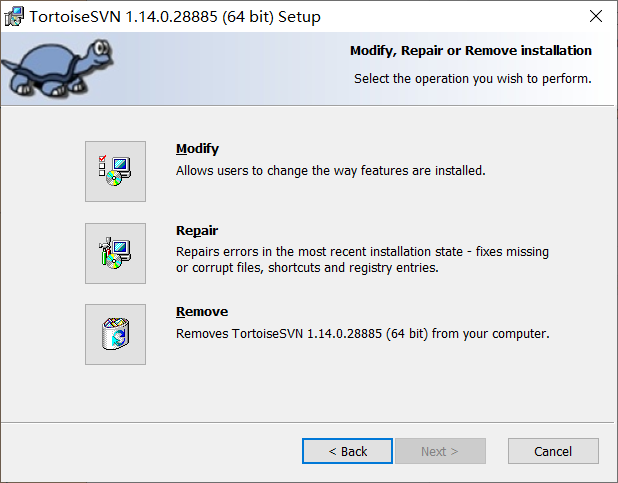 TortoiseSVN 1.14.0.28885 (64 bit) Setup
Modify, Repair or Remove installation
Select the operation you wish to perform.
Modify
Allows users to change the way features are installed.
Repair
Repairs errors in the most recent installation state - fixes missing
or corrupt files, shortcuts and registry entries.
Remove
Removes TortoiseSVN 1.14.0.28885 (64 bit) from your computer.
< Back
Next >
Cancel